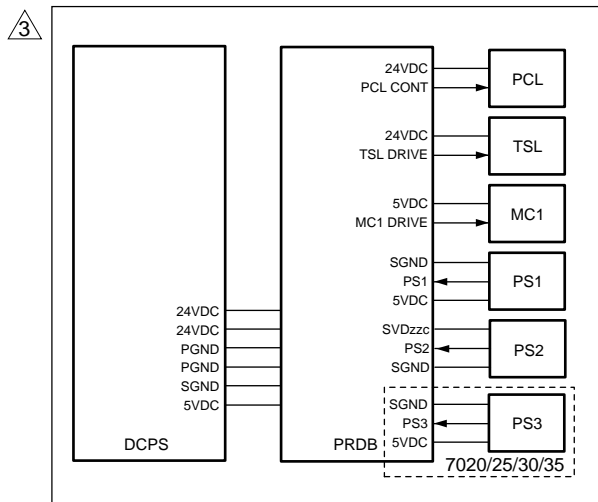 3
24VDC
PCL CONT
PCL
24VDC
TSL DRIVE
TSL
5VDC
MC1 DRIVE
MC1
SGND
PS1
5VDC
PS1
24VDC
24VDC
PGND
PGND
SGND
5VDC
SVDzzc
PS2
SGND
PS2
SGND
PS3
5VDC
PS3
DCPS
PRDB
7020/25/30/35